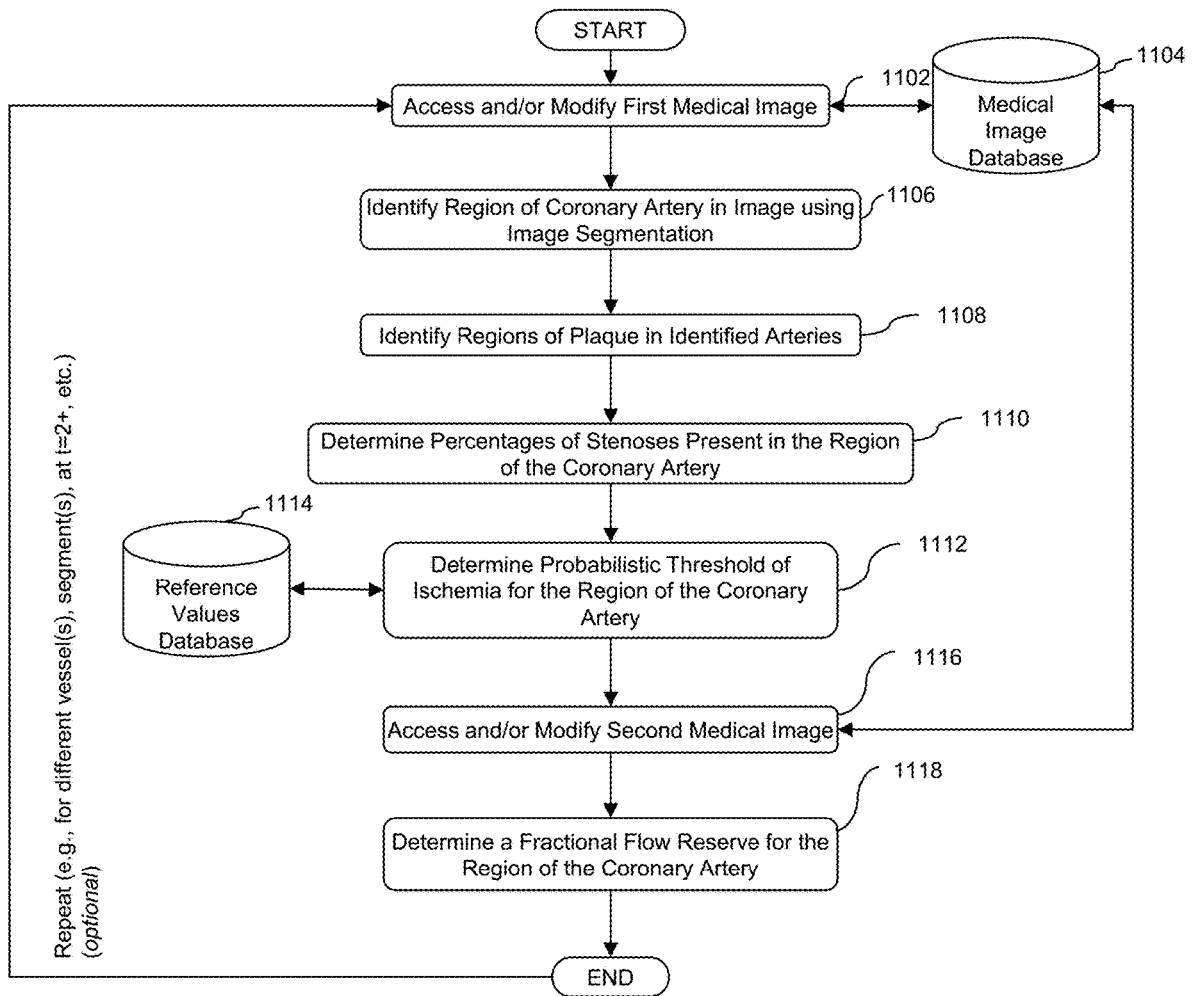 START
1102
1104
Access and/or Modify First Medical Image
Medical
Image
Database
1106
Identify Region of Coronary Artery in Image using
Image Segmentation
1108
Identify Regions of Plaque in Identified Arteries
1110
Determine Percentages of Stenoses Present in the Region
of the Coronary Artery
1114
Reference
Values
Database
1112
Determine Probabilistic Threshold of
Ischemia for the Region of the Coronary
Artery
1116
Access and/or Modify Second Medical Image
1118
Determine a Fractional Flow Reserve for the
Region of the Coronary Artery
Repeat (e.g., for different vessel(s), segment(s), at t=2+, etc.)
(optional)
END